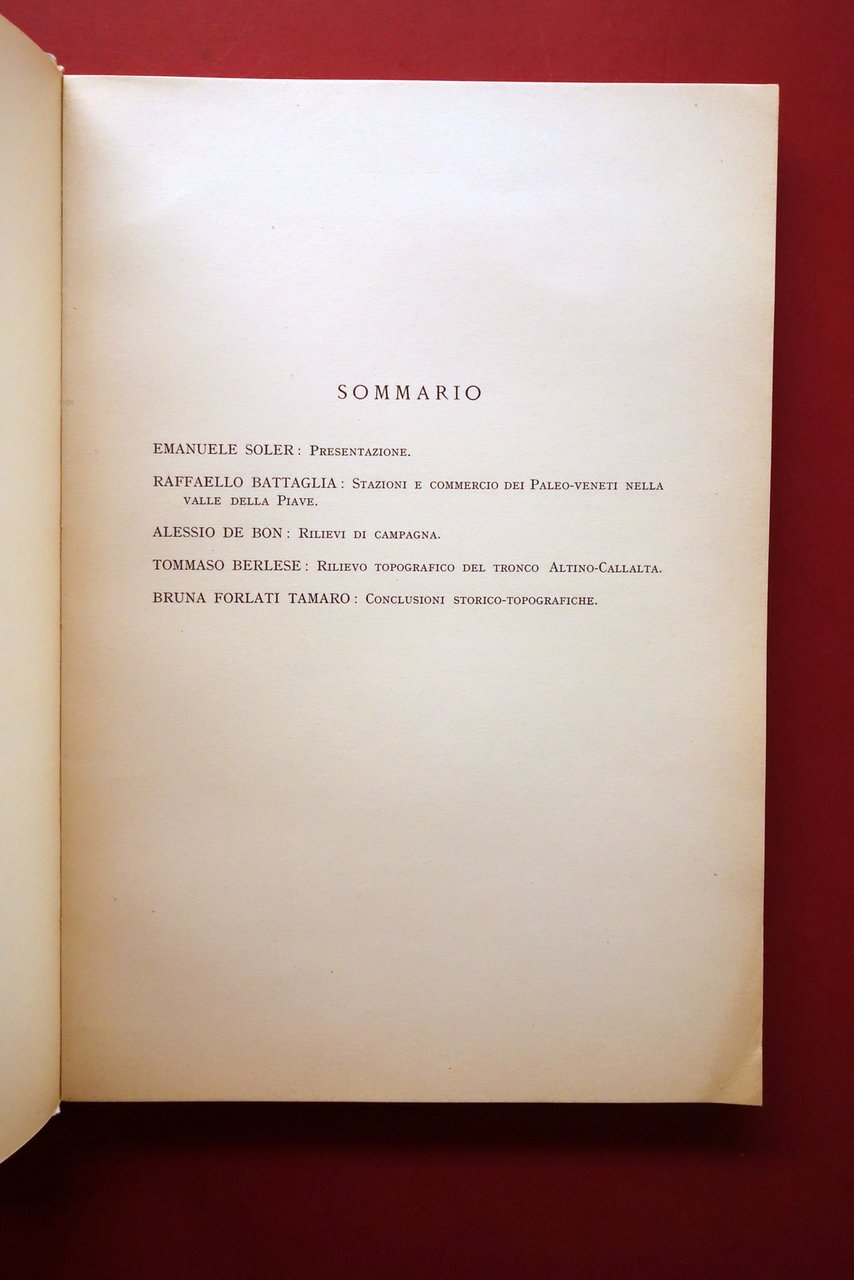 SOMMARIO
EMANUELE SOLER: Presentazione.
RAFFAELLO BATTAGLIA: Stazioni e commercio dei Paleo-veneti nella
valle della Piave.
ALESSIO DE BON: Rilievi di campagna.
TOMMASO BERLESE: Rilievo topografico del tronco Altino-Callalta.
BRUNA FORLATI TAMARO: Conclusioni storico-topografiche.